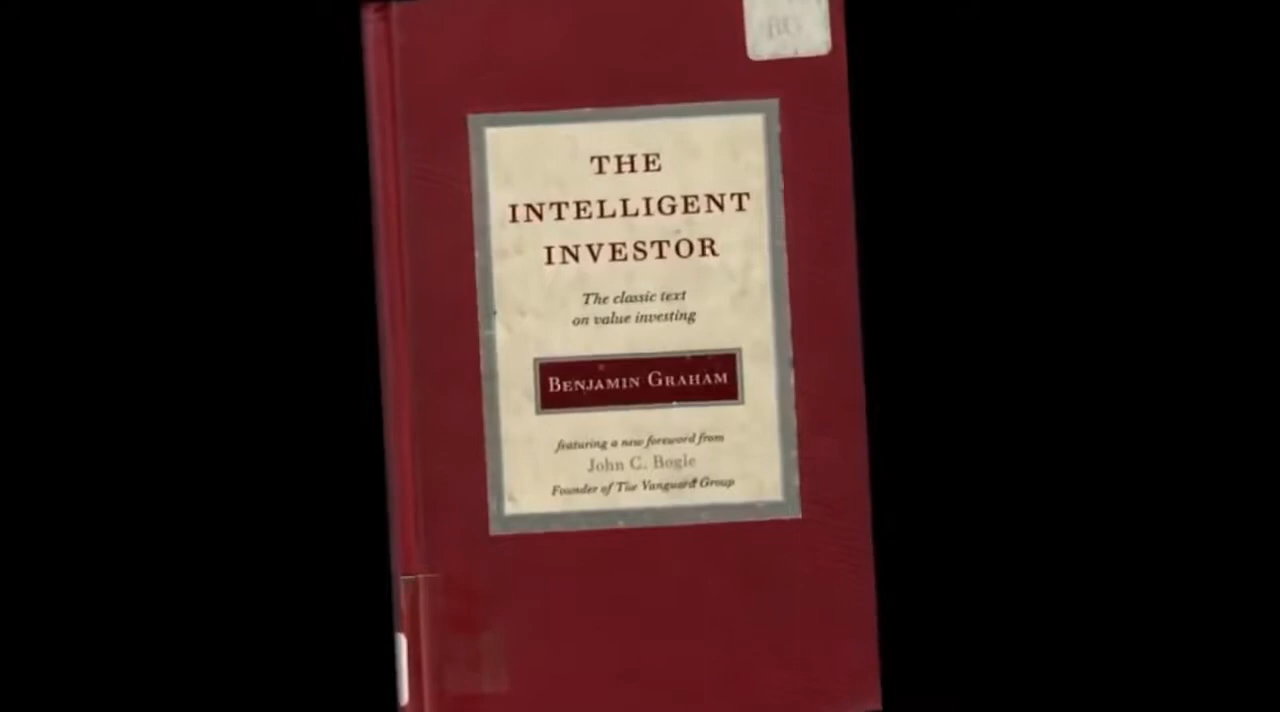 THE
INTELLIGENT
INVESTOR
The classic text
on value investing
BENJAMIN GRAHAM
featuring a new foreword from
John C. Bogle
Founder of The Vanguard Group